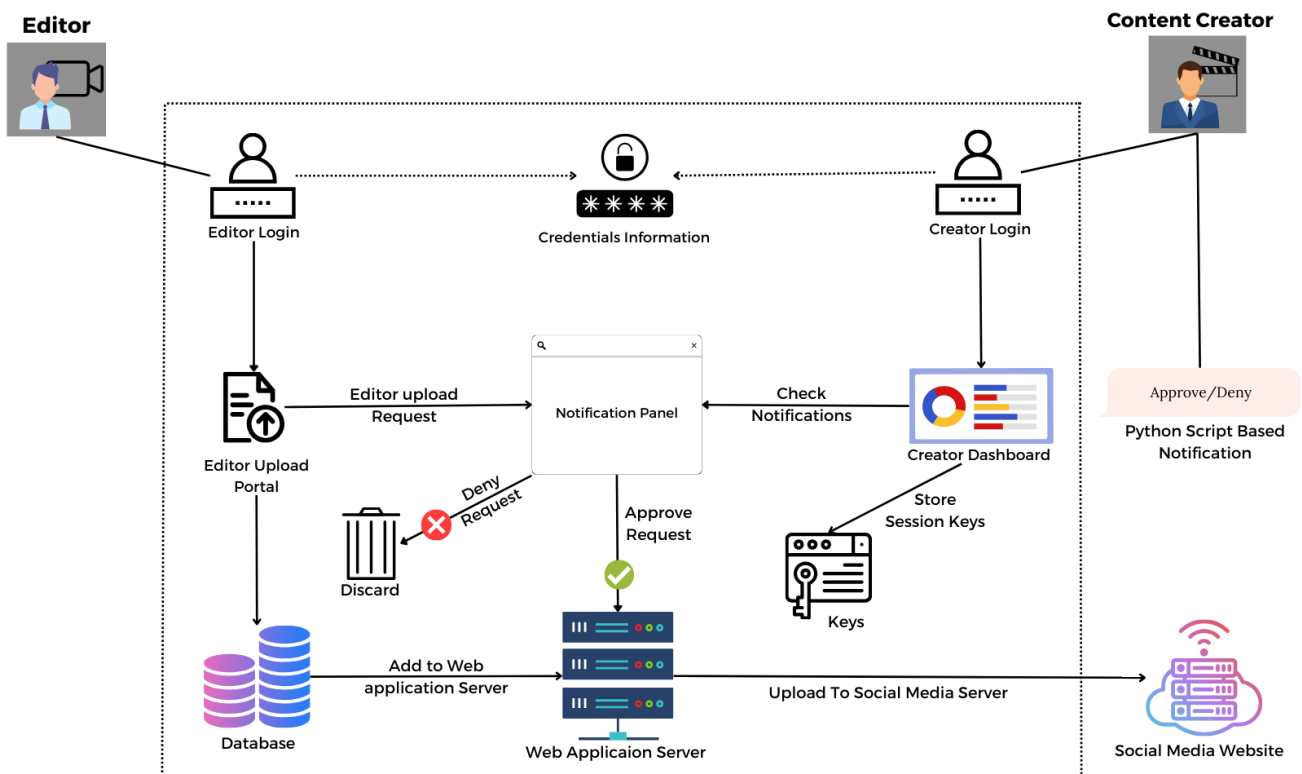 Editor
Content Creator
Editor Login
Credentials Information
Creator Login
Editor upload
Request
Notification Panel
Check
Notifications
Approve/Deny
Python Script Based
Notification
Editor Upload
Portal
Creator Dashboard
Deny
Request
Approve
Request
Store
Session Keys
Discard
Keys
Add to Web
application Server
Upload To Social Media Server
Database
Web Applicaion Server
Social Media Website